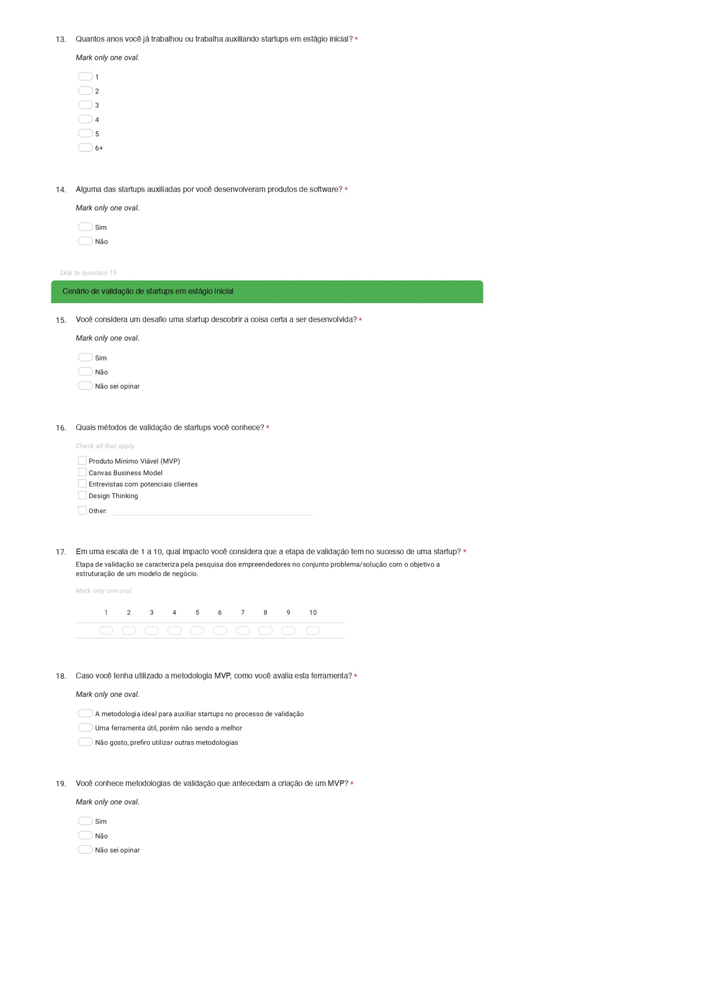 13. Quantos anos você já trabalhou ou trabalha auxiliando startups em estágio inicial? *
Mark only one oval.
1
2
3
4
5
6+
14. Alguma das startups auxiliadas por você desenvolveram produtos de software? *
Mark only one oval.
Sim
Não
Skip to question 15
Cenário de validação de startups em estágio inicial
15. Você considera um desafio uma startup descobrir a coisa certa a ser desenvolvida? *
Mark only one oval.
Sim
Não
Não sei opinar
16. Quais métodos de validação de startups você conhece? *
Check all that apply.
Produto Mínimo Viável (MVP)
Canvas Business Model
Entrevistas com potenciais clientes
Design Thinking
Other:
17. Em uma escala de 1 a 10, qual impacto você considera que a etapa de validação tem no sucesso de uma startup? *
Etapa de validação se caracteriza pela pesquisa dos empreendedores no conjunto problema/solução com o objetivo a
estruturação de um modelo de negócio.
Mark only one oval.
1 2 3 4 5 6 7 8 9 10
18. Caso você tenha utilizado a metodologia MVP, como você avalia esta ferramenta? *
Mark only one oval.
A metodologia ideal para auxiliar startups no processo de validação
Uma ferramenta útil, porém não sendo a melhor
Não gosto, prefiro utilizar outras metodologias
19. Você conhece metodologias de validação que antecedam a criação de um MVP? *
Mark only one oval.
Sim
Não
Não sei opinar